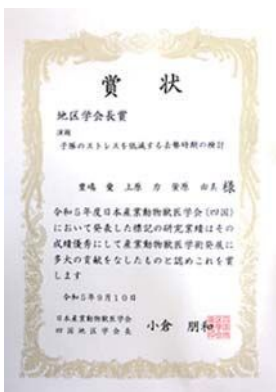 賞状
地区学会長賞
演題
子豚のストレスを低減する去勢時期の検討
愛 上原 力 由美 様
令和5年度日本産業動物獣医学会(四国)
において発表した標記の研究業績はその
成績優秀にして産業動物獣医学術発展に
多大の貢献をなしたものと認めこれを賞
します
令和5年9月10日
日本産業動物獣医学会
四国地区学会長 小倉 朋和